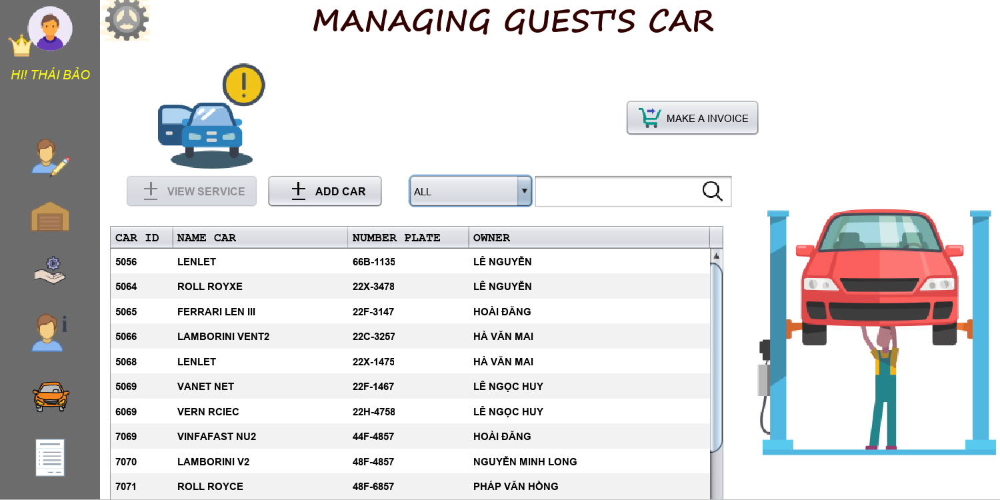 MANAGING GUEST'S CAR
HI! THÁI BẢO
MAKE A INVOICE
VIEW SERVICE ADD CAR ALL
CAR ID NAME CAR NUMBER PLATE OWNER
5056 LENLET 66B-1135 LÊ NGUYỄN
5064 ROLL ROYXE 22X-3478 LÊ NGUYỄN
5065 FERRARI LEN III 22F-3147 HOÀI ĐĂNG
5066 LAMBORINI VENT2 22C-3257 HÀ VĂN MAI
5068 LENLET 22X-1475 HÀ VĂN MAI
5069 VANET NET 22F-1467 LÊ NGỌC HUY
6069 VERN RCIEC 22H-4758 LÊ NGỌC HUY
7069 VINFAFAST NU2 44F-4857 HOÀI ĐĂNG
7070 LAMBORINI V2 48F-4857 NGUYỄN MINH LONG
7071 ROLL ROYCE 48F-6857 PHÁP VĂN HỒNG